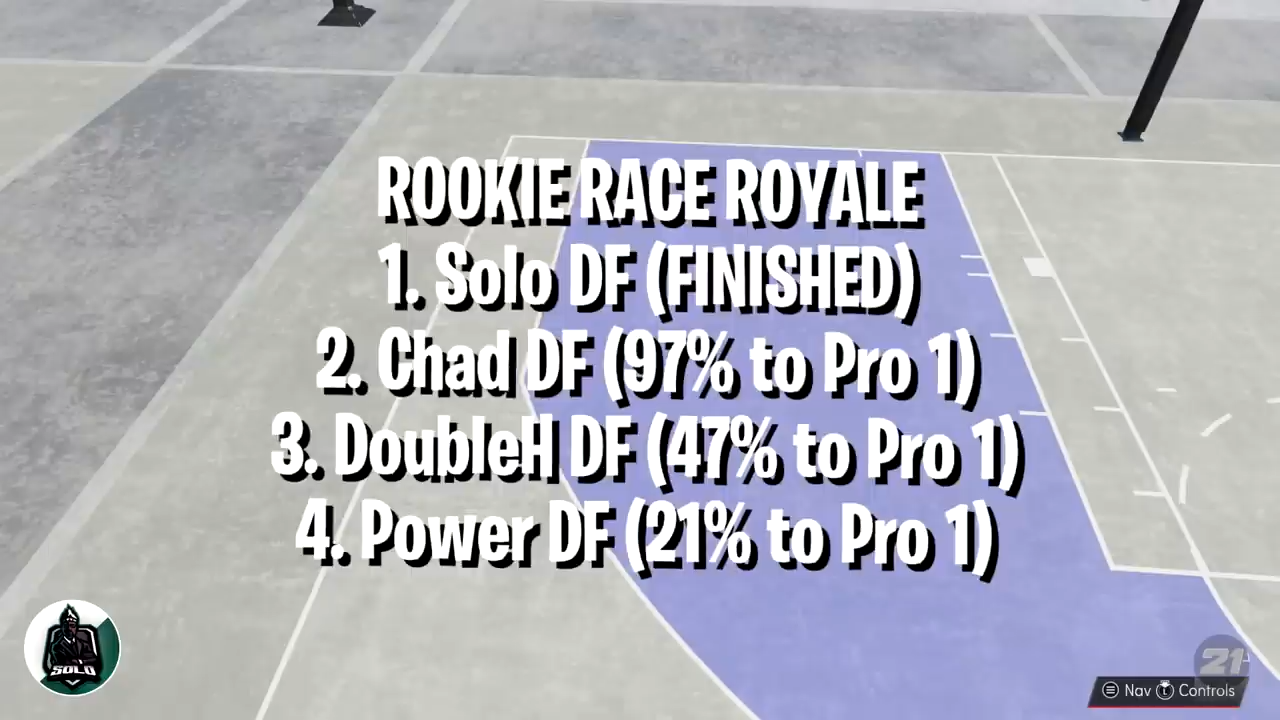 ROOKIE RACE ROYALE
1. Solo DF (FINISHED)
2. Chad DF (97% to Pro 1)
3. DoubleH DF (47% to Pro 1)
4. Power DF (21% to Pro 1)
SOLO
21
Nav Controls